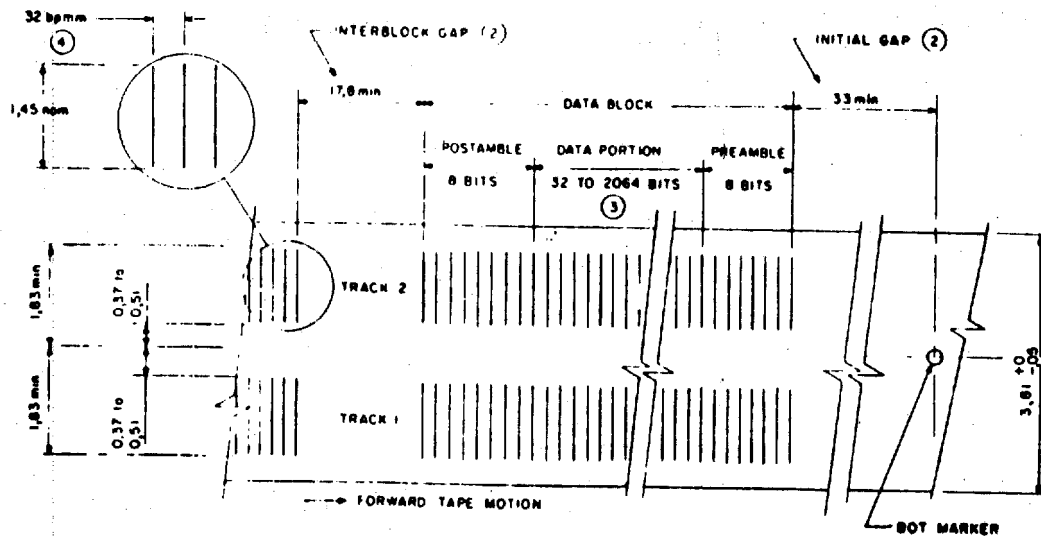 32 bpmm
④
INTERBLOCK GAP (2)
INITIAL GAP ②
1,45 nom
17,8 min
DATA BLOCK
33 min
POSTAMBLE
DATA PORTION
PREAMBLE
8 BITS
32 TO 2064 BITS
8 BITS
③
1,83 min
0,37 to
0,51
TRACK 2
1,83 min
0,37 to
0,51
TRACK 1
3,81 +0 -,05
FORWARD TAPE MOTION
BOT MARKER